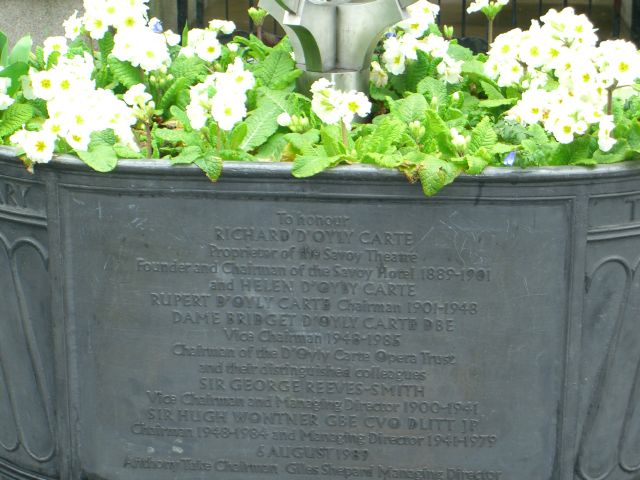 To honour
RICHARD D'OYLY CARTE
Proprietor of the Savoy Theatre
Founder and Chairman of the Savoy Hotel 1889-1901
and HELEN D'OYLY CARTE
RUPERT D'OYLY CARTE Chairman 1901-1948
DAME BRIDGET D'OYLY CARTE DBE
Vice Chairman 1948-1985
Chairman of the D'Oyly Carte Opera Trust
and their distinguished colleagues
SIR GEORGE REEVES-SMITH
Vice Chairman and Managing Director 1900-1941
SIR HUGH WONTNER GBE CVO DLITT JP
Chairman 1948-1984 and Managing Director 1941-1979
6 AUGUST 1989
Anthony Tuke Chairman Giles Shepard Managing Director